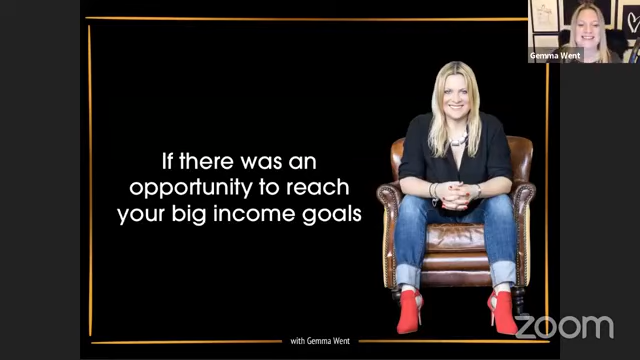 Gemma Went
If there was an
opportunity to reach
your big income goals
with Gemma Went
zoom